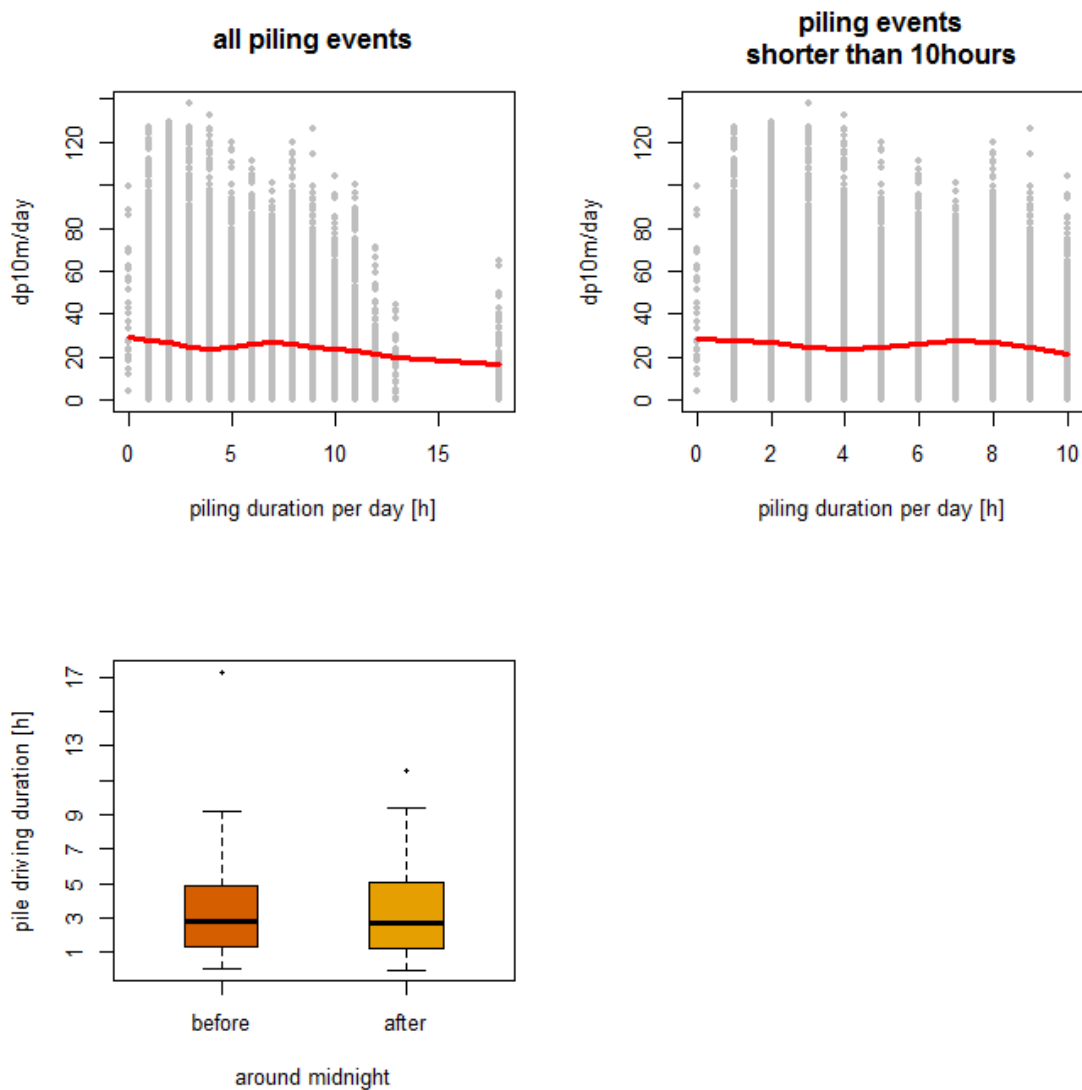 all piling events
piling events
shorter than 10hours
dp10m/day
0 20 40 60 80 120
0 5 10 15
piling duration per day [h]
dp10m/day
0 20 40 60 80 120
0 2 4 6 8 10
piling duration per day [h]
pile driving duration [h]
1 3 5 7 9 13 17
before after
around midnight